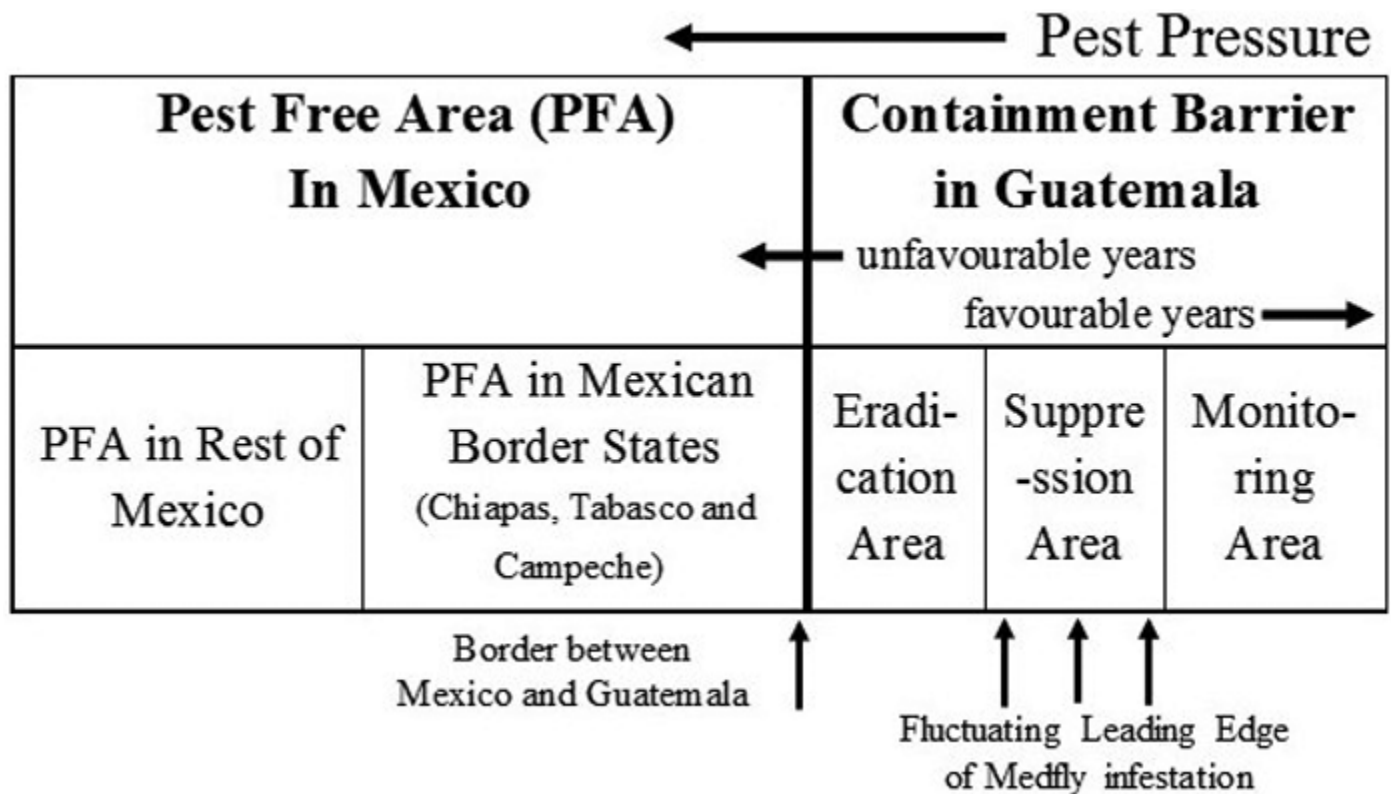 Pest Pressure
Pest Free Area (PFA)
In Mexico
Containment Barrier
in Guatemala
unfavourable years
favourable years
PFA in Rest of
Mexico
PFA in Mexican
Border States
(Chiapas, Tabasco and
Campeche)
Eradi-
cation
Area
Suppre
-ssion
Area
Monito-
ring
Area
Border between
Mexico and Guatemala
Fluctuating Leading Edge
of Medfly infestation